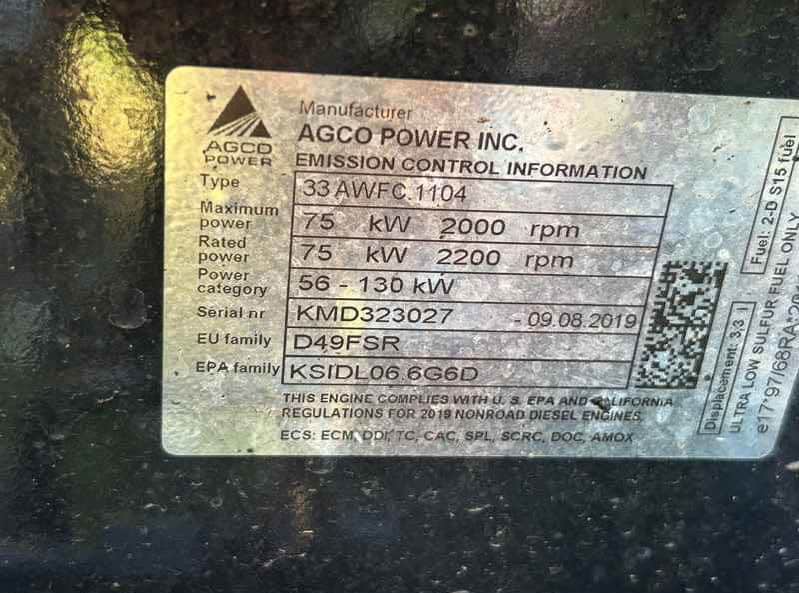 AGCO
POWER
Manufacturer
AGCO POWER INC.
EMISSION CONTROL INFORMATION
Type 33 AWFC.1104
Maximum power 75 kW 2000 rpm
Rated power 75 kW 2200 rpm
Power category 56 - 130 kW
Serial nr KMD323027 - 09.08.2019
EU family D49FSR
EPA family KSIDL06.6G6D
THIS ENGINE COMPLIES WITH U. S. EPA AND CALIFORNIA
REGULATIONS FOR 2019 NONROAD DIESEL ENGINES.
ECS: ECM, DDI, TC, CAC, SPL, SCRC, DOC, AMOX
Displacement 3,3 l
Fuel: 2-D S15 fuel
ULTRA LOW SULFUR FUEL ONLY